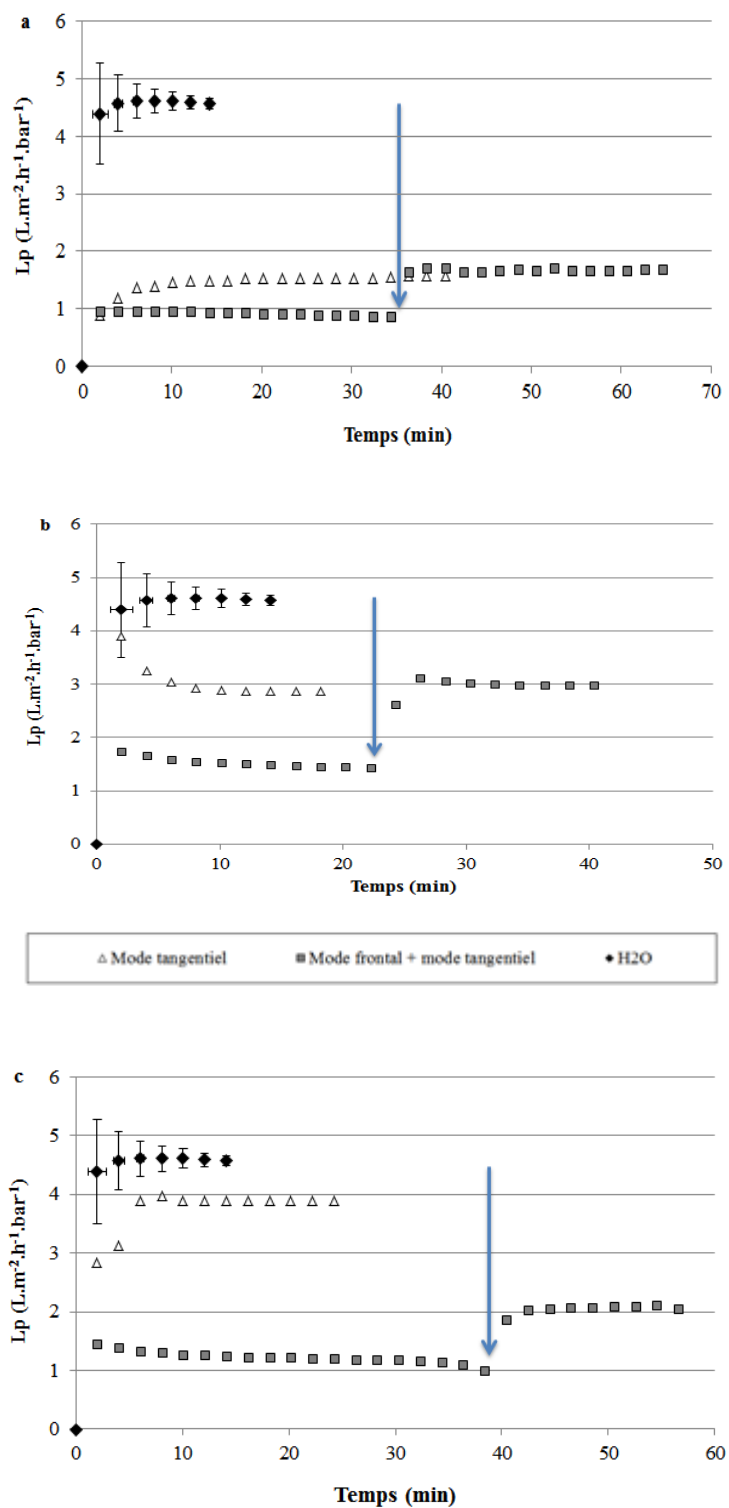 a
6
5
4
3
2
1
0
Lp (L.m-2.h-1.bar-1)
0 10 20 30 40 50 60 70
Temps (min)
b
6
5
4
3
2
1
0
Lp (L.m-2.h-1.bar-1)
0 10 20 30 40 50
Temps (min)
Mode tangentiel Mode frontal + mode tangentiel H2O
c
6
5
4
3
2
1
0
Lp (L.m-2.h-1.bar-1)
0 10 20 30 40 50 60
Temps (min)